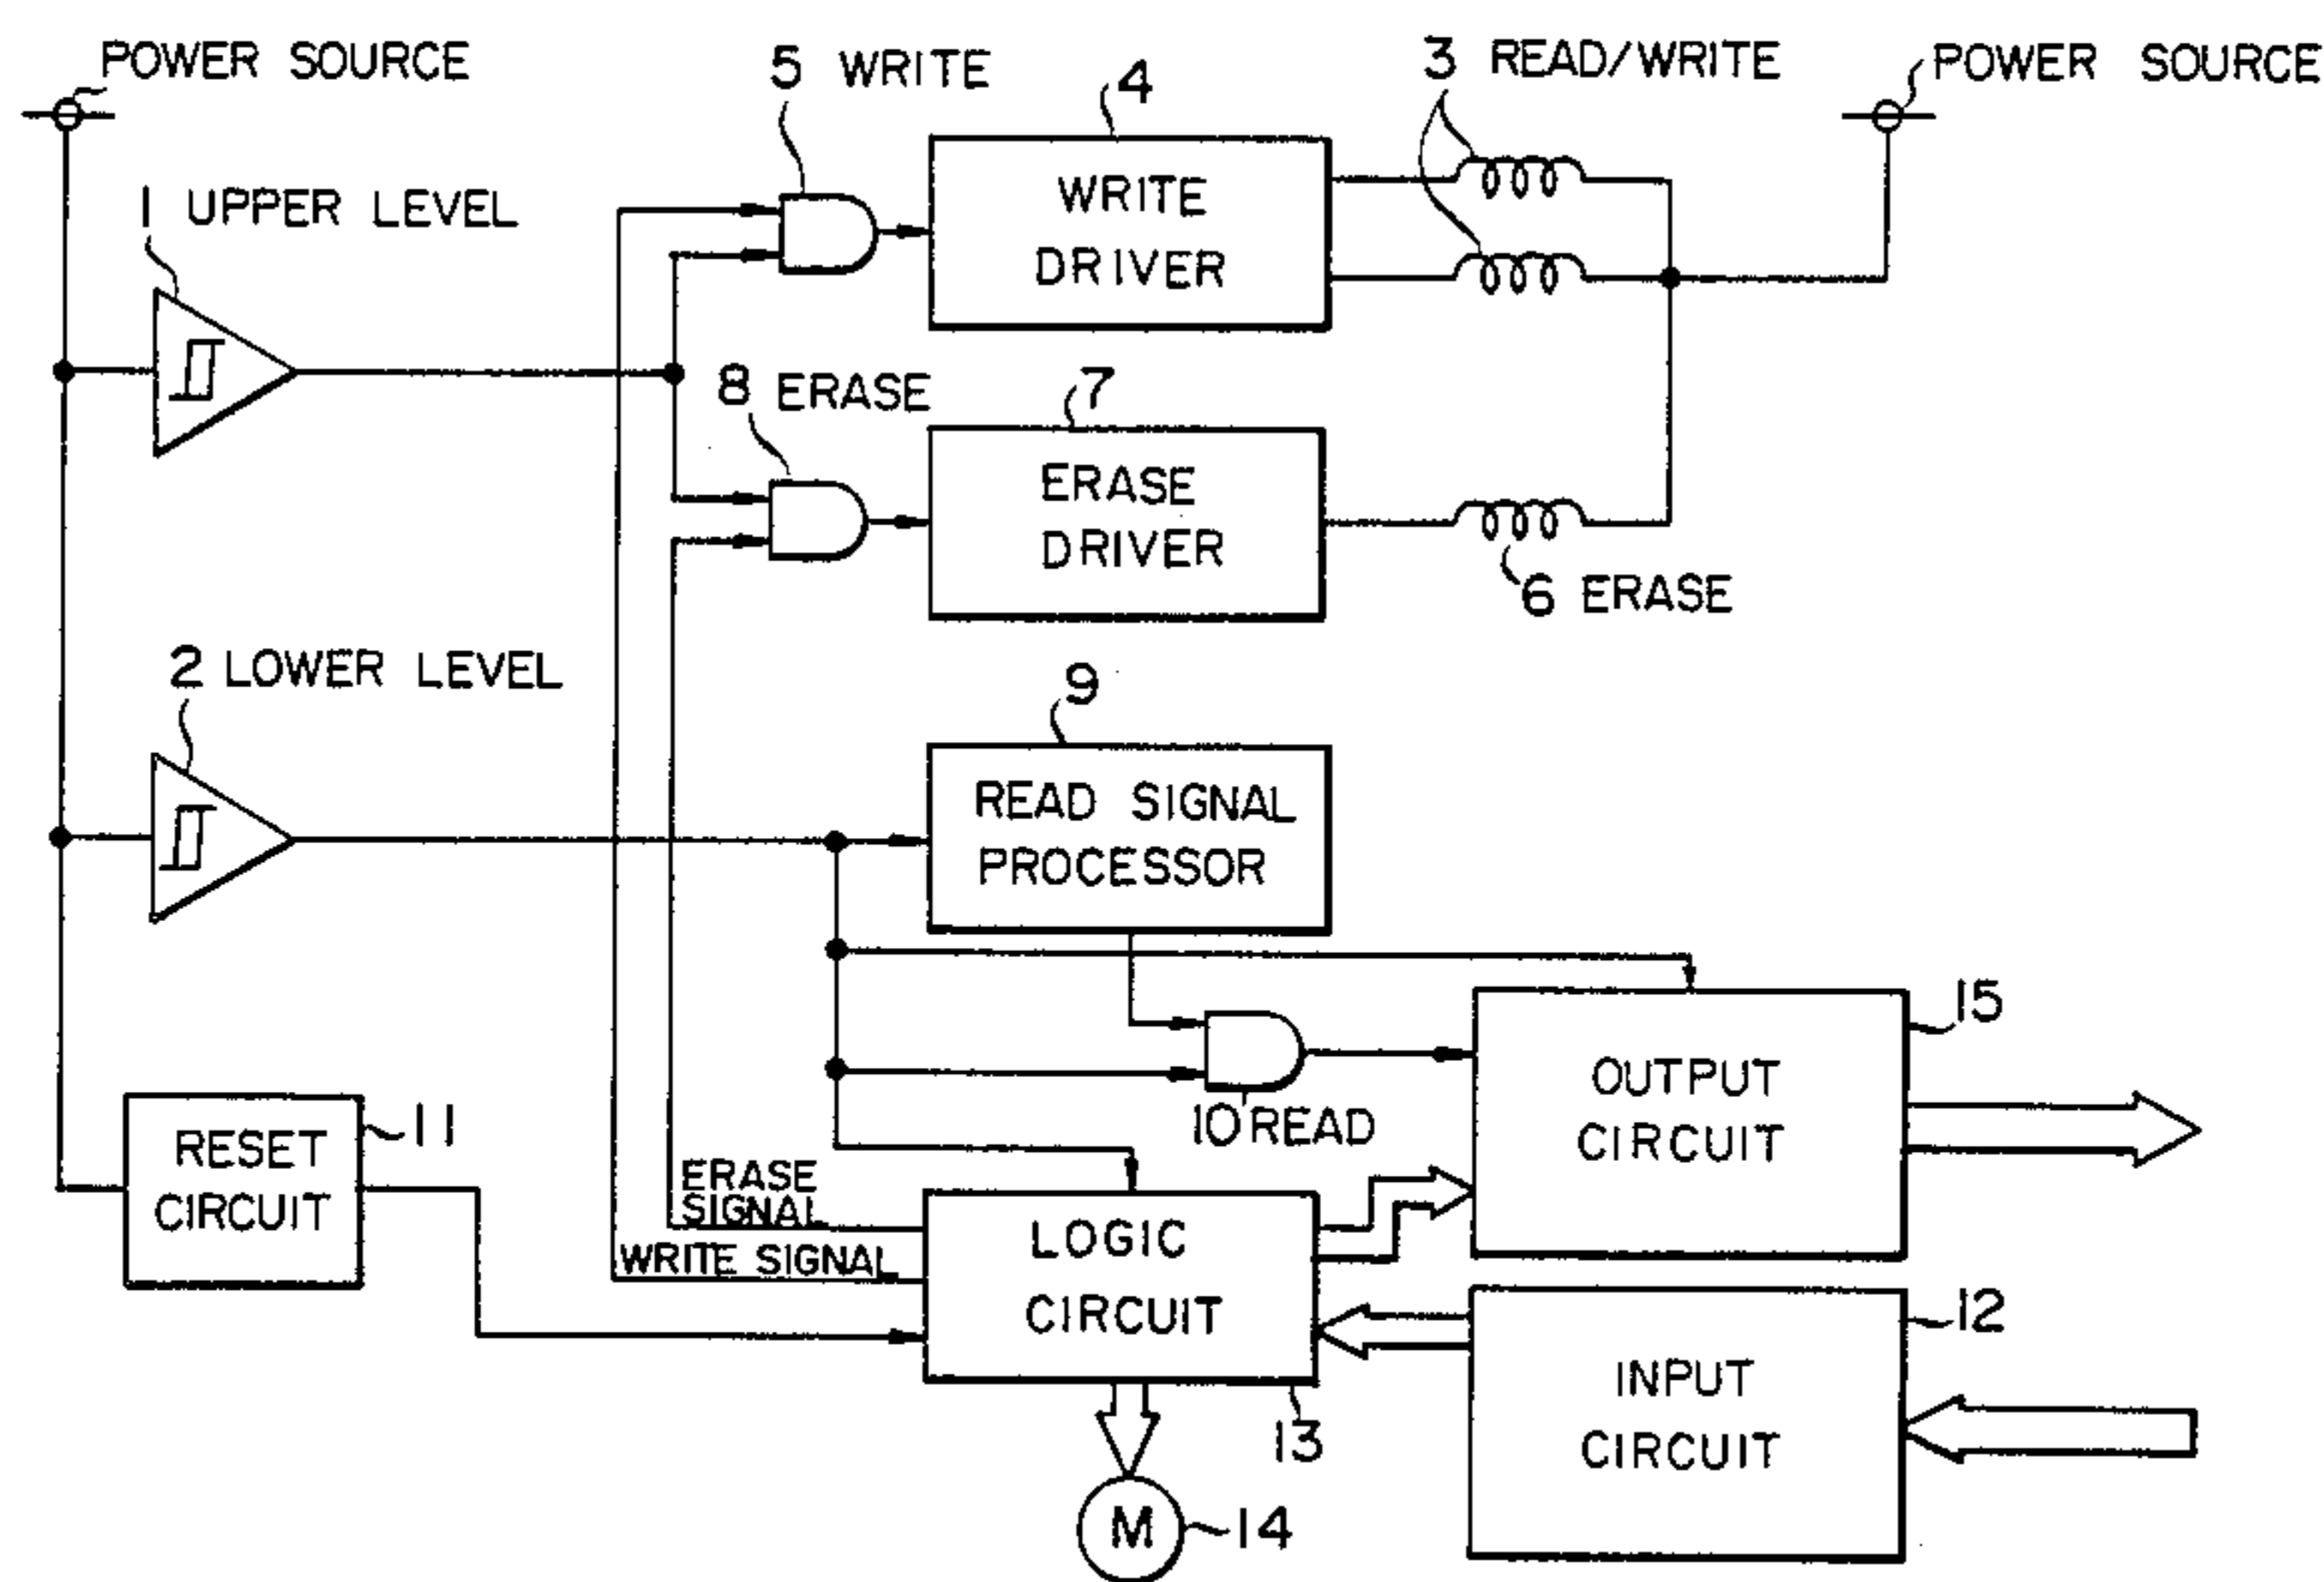 POWER SOURCE
5 WRITE
4
3 READ/WRITE
POWER SOURCE
1 UPPER LEVEL
WRITE
DRIVER
8 ERASE
7
ERASE
DRIVER
6 ERASE
2 LOWER LEVEL
9
READ SIGNAL
PROCESSOR
15
OUTPUT
CIRCUIT
10 READ
11
RESET
CIRCUIT
ERASE
SIGNAL
WRITE SIGNAL
LOGIC
CIRCUIT
13
12
INPUT
CIRCUIT
M
14